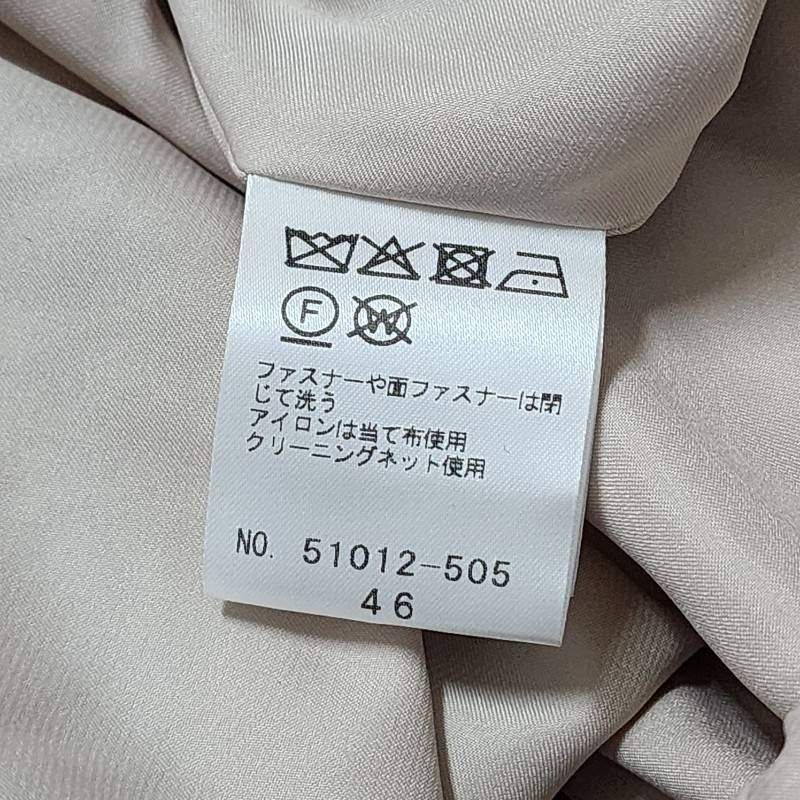 F W
ファスナーや面ファスナーは閉
じて洗う
アイロンは当て布使用
クリーニングネット使用
NO. 51012-505
46